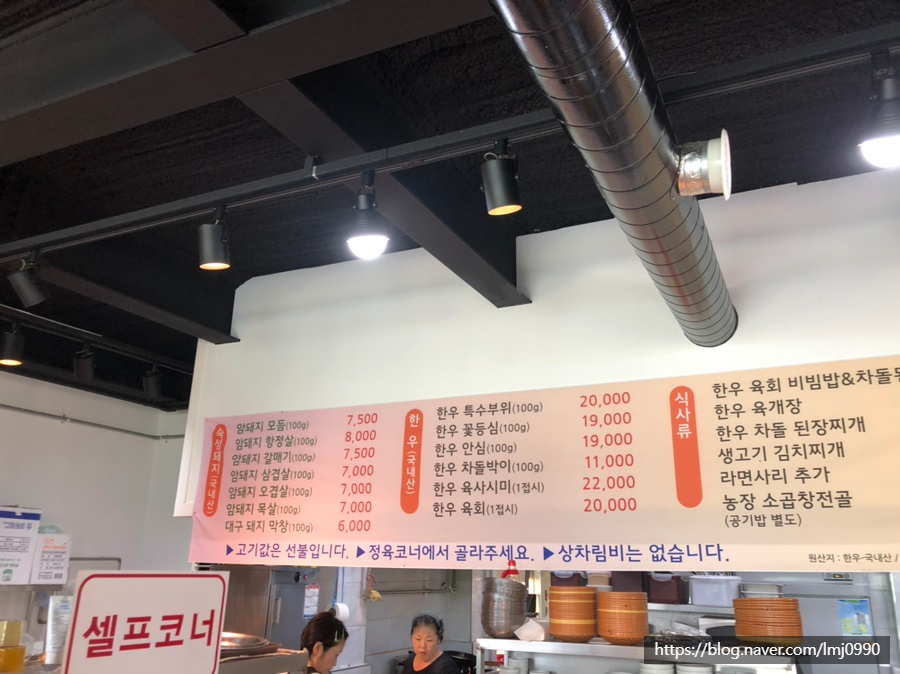 숙성돼지(국내산)
암돼지 모듬(100g) 7,500
암돼지 항정살(100g) 8,000
암돼지 갈매기(100g) 7,500
암돼지 삼겹살(100g) 7,000
암돼지 오겹살(100g) 7,000
암돼지 목살(100g) 7,000
대구 돼지 막창(100g) 6,000
한우(국내산)
한우 특수부위(100g) 20,000
한우 꽃등심(100g) 19,000
한우 안심(100g) 19,000
한우 차돌박이(100g) 11,000
한우 육사시미(1접시) 22,000
한우 육회(1접시) 20,000
식사류
한우 육회 비빔밥&차돌된
한우 육개장
한우 차돌 된장찌개
생고기 김치찌개
라면사리 추가
농장 소곱창전골
(공기밥 별도)
▶고기값은 선불입니다. ▶정육코너에서 골라주세요. ▶상차림비는 없습니다.
원산지 : 한우-국내산 /
셀프코너
https://blog.naver.com/lmj0990